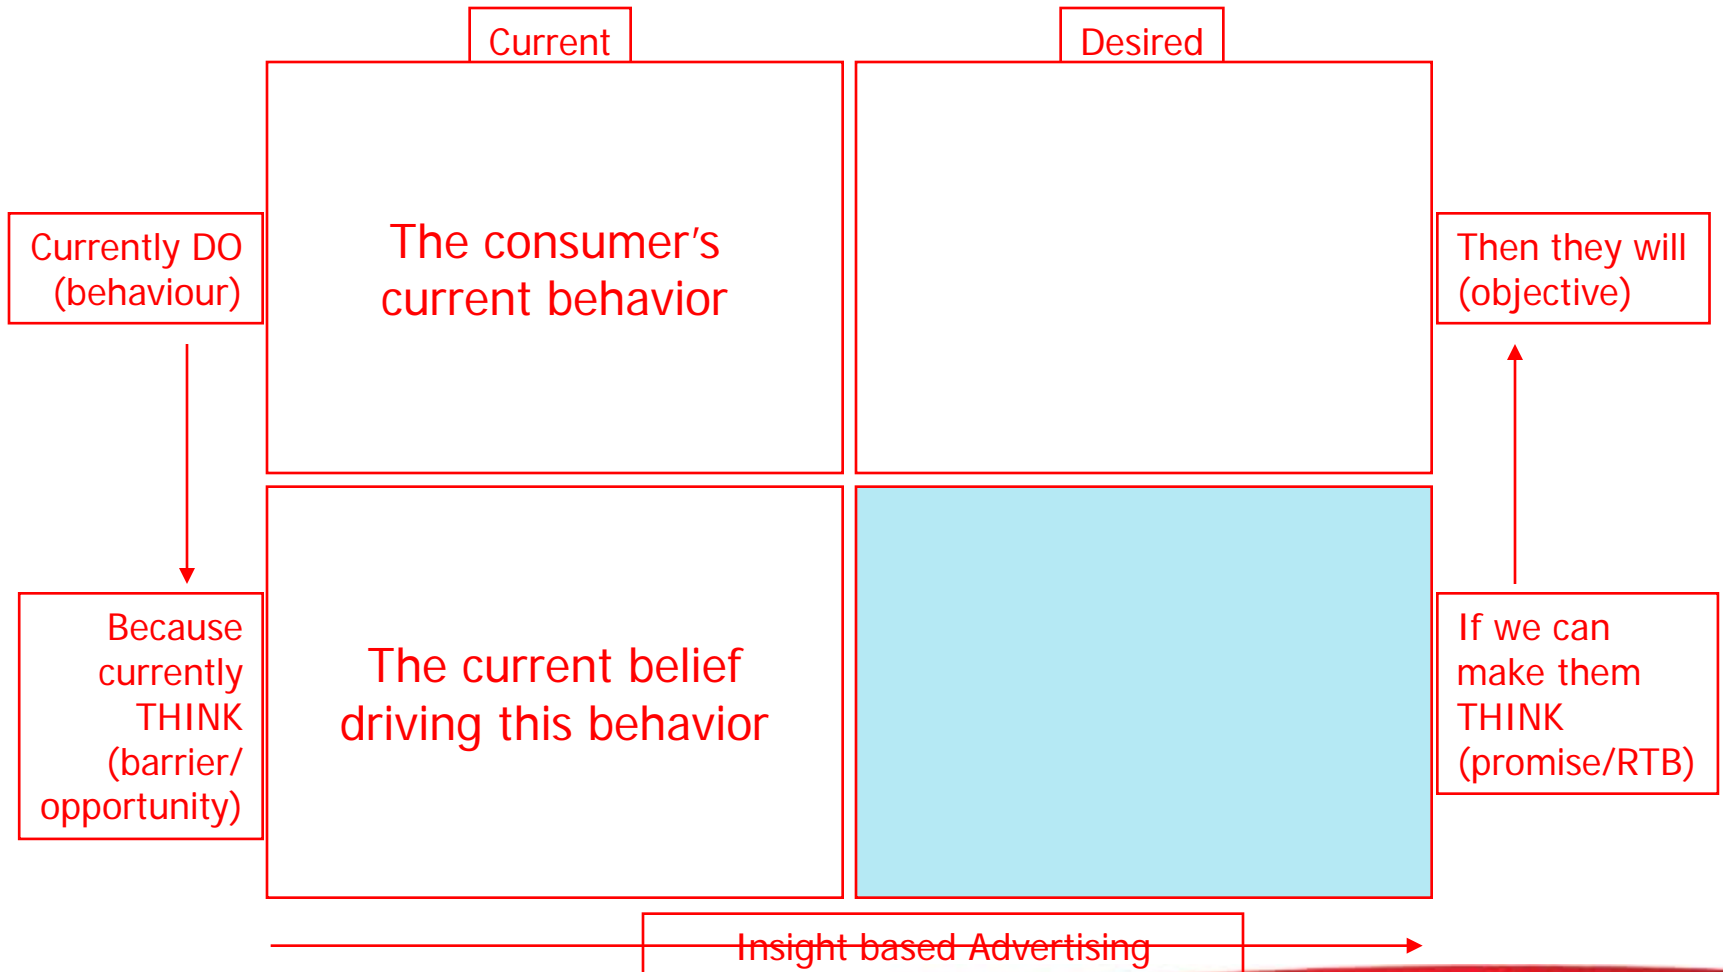 Current
Desired
Currently DO
(behaviour)
The consumer's
current behavior
Then they will
(objective)
Because
currently
THINK
(barrier/
opportunity)
The current belief
driving this behavior
If we can
make them
THINK
(promise/RTB)
Insight based Advertising